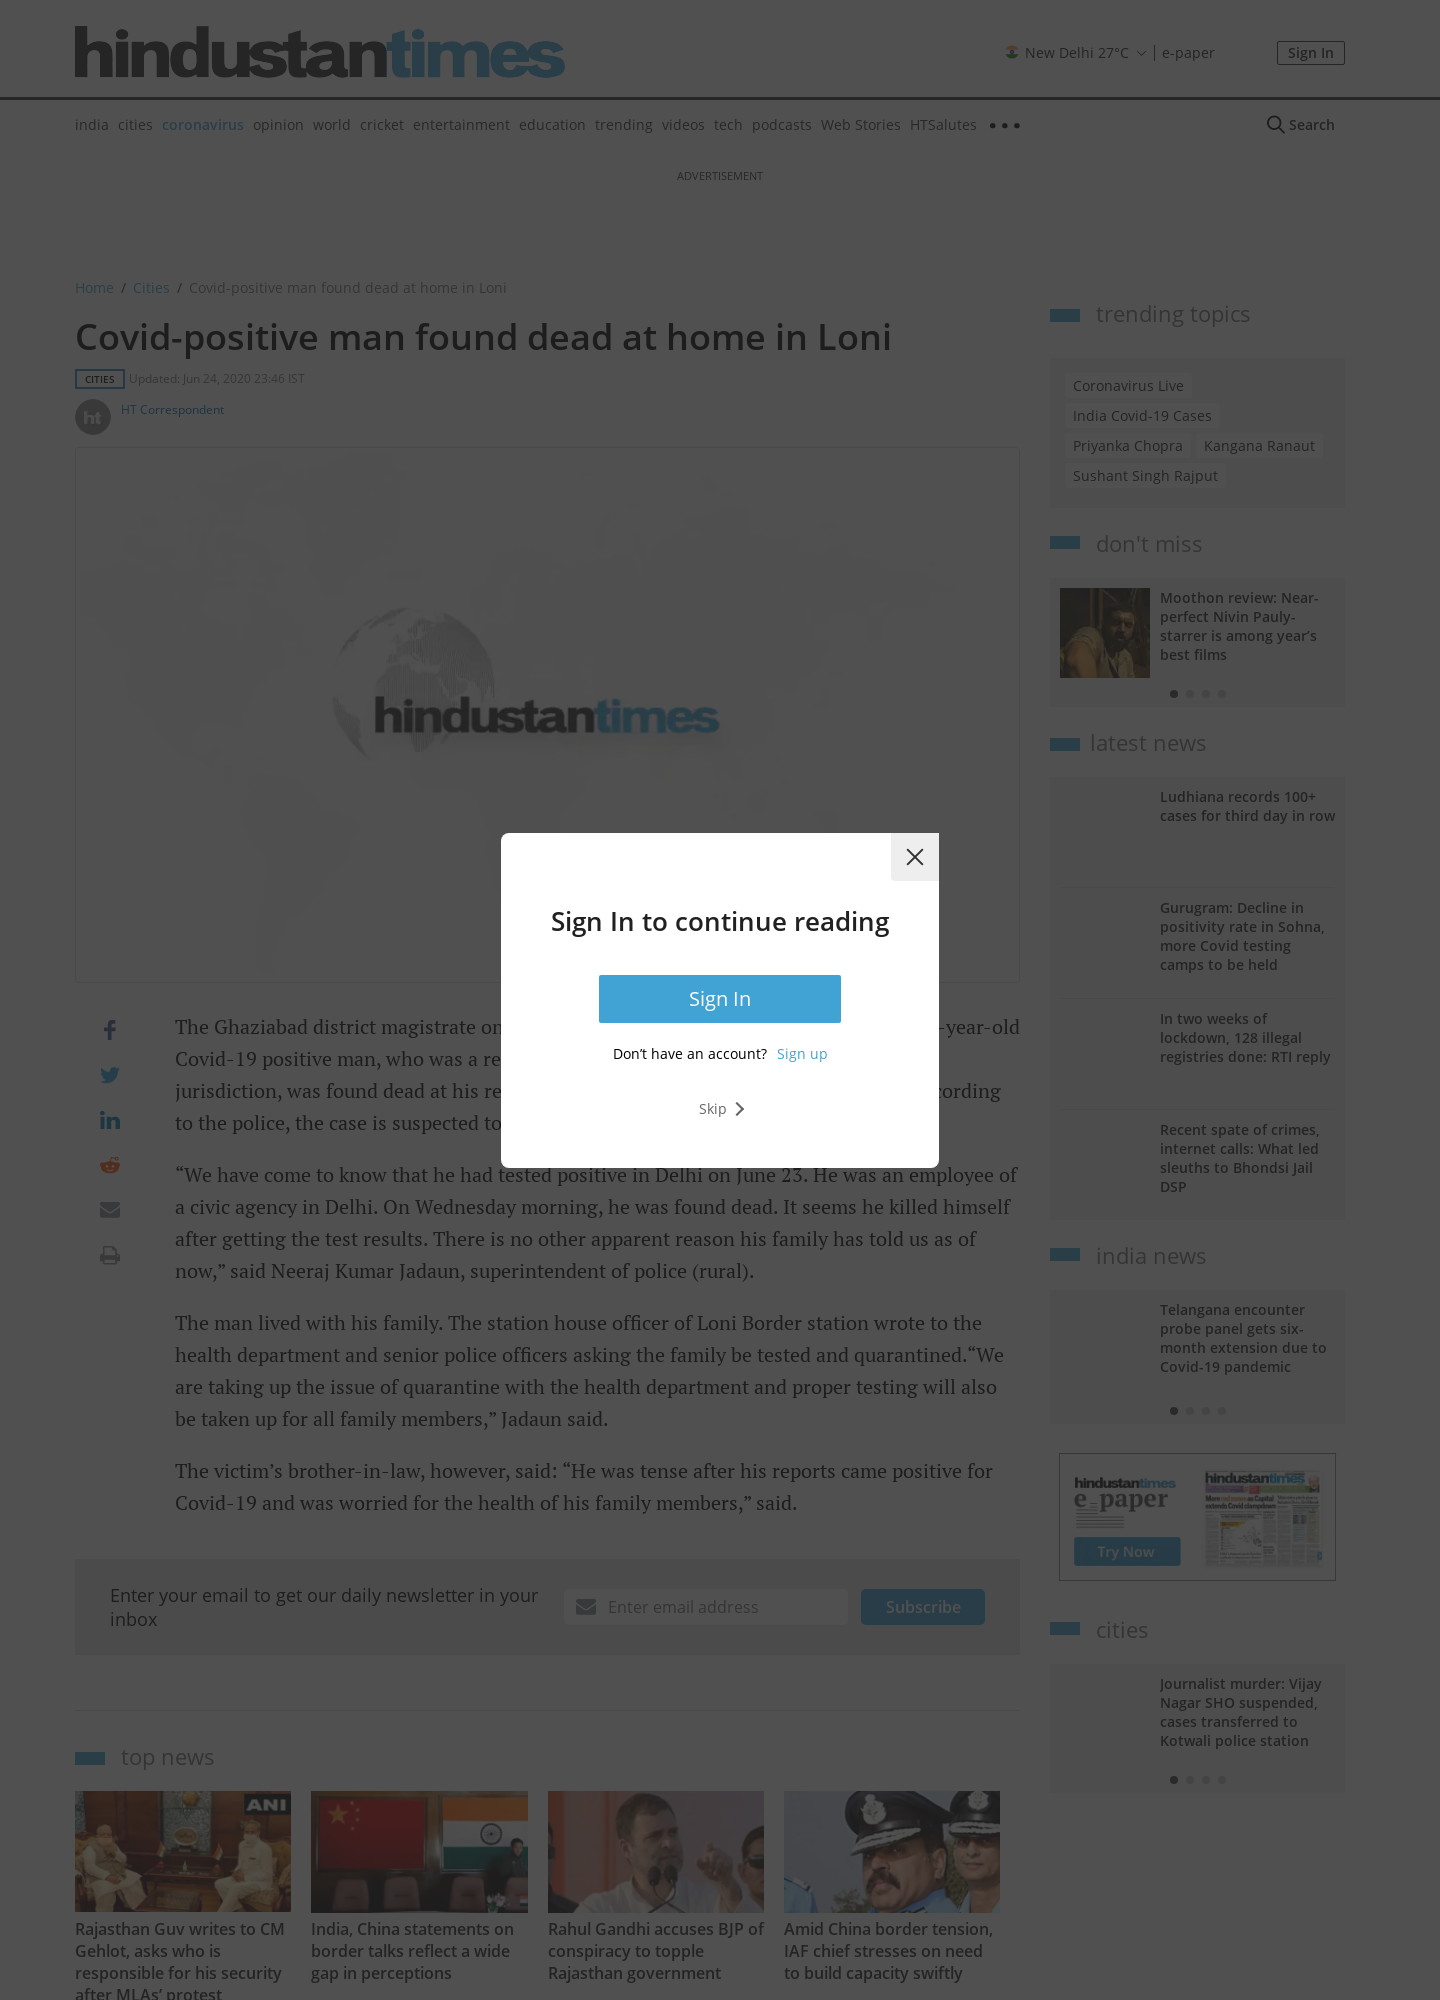 hindustantimes
New Delhi 27°C
e-paper
Sign In
india cities coronavirus opinion world cricket entertainment education trending videos tech podcasts Web Stories HTSalutes
Search
ADVERTISEMENT
Home / Cities / Covid-positive man found dead at home in Loni
Covid-positive man found dead at home in Loni
CITIES Updated: Jun 24, 2020 23:46 IST
ht
HT Correspondent
hindustantimes
Sign In to continue reading
Sign In
Don’t have an account? Sign up
Skip
The Ghaziabad district magistrate on -year-old
Covid-19 positive man, who was a
jurisdiction, was found dead at his
to the police, the case is suspected to
“We have come to know that he had tested positive in Delhi on June 23. He was an employee of
a civic agency in Delhi. On Wednesday morning, he was found dead. It seems he killed himself
after getting the test results. There is no other apparent reason his family has told us as of
now,” said Neeraj Kumar Jadaun, superintendent of police (rural).
The man lived with his family. The station house officer of Loni Border station wrote to the
health department and senior police officers asking the family be tested and quarantined.“We
are taking up the issue of quarantine with the health department and proper testing will also
be taken up for all family members,” Jadaun said.
The victim’s brother-in-law, however, said: “He was tense after his reports came positive for
Covid-19 and was worried for the health of his family members,” said.
Enter your email to get our daily newsletter in your
inbox
Enter email address
Subscribe
top news
ANI
Rajasthan Guv writes to CM
Gehlot, asks who is
responsible for his security
after MLAs’ protest
India, China statements on
border talks reflect a wide
gap in perceptions
Rahul Gandhi accuses BJP of
conspiracy to topple
Rajasthan government
Amid China border tension,
IAF chief stresses on need
to build capacity swiftly
trending topics
Coronavirus Live
India Covid-19 Cases
Priyanka Chopra Kangana Ranaut
Sushant Singh Rajput
don't miss
Moothon review: Near-
perfect Nivin Pauly-
starrer is among year’s
best films
latest news
Ludhiana records 100+
cases for third day in row
Gurugram: Decline in
positivity rate in Sohna,
more Covid testing
camps to be held
In two weeks of
lockdown, 128 illegal
registries done: RTI reply
Recent spate of crimes,
internet calls: What led
sleuths to Bhondsi Jail
DSP
india news
Telangana encounter
probe panel gets six-
month extension due to
Covid-19 pandemic
hindustantimes
e-paper
Try Now
hindustantimes
cities
Journalist murder: Vijay
Nagar SHO suspended,
cases transferred to
Kotwali police station